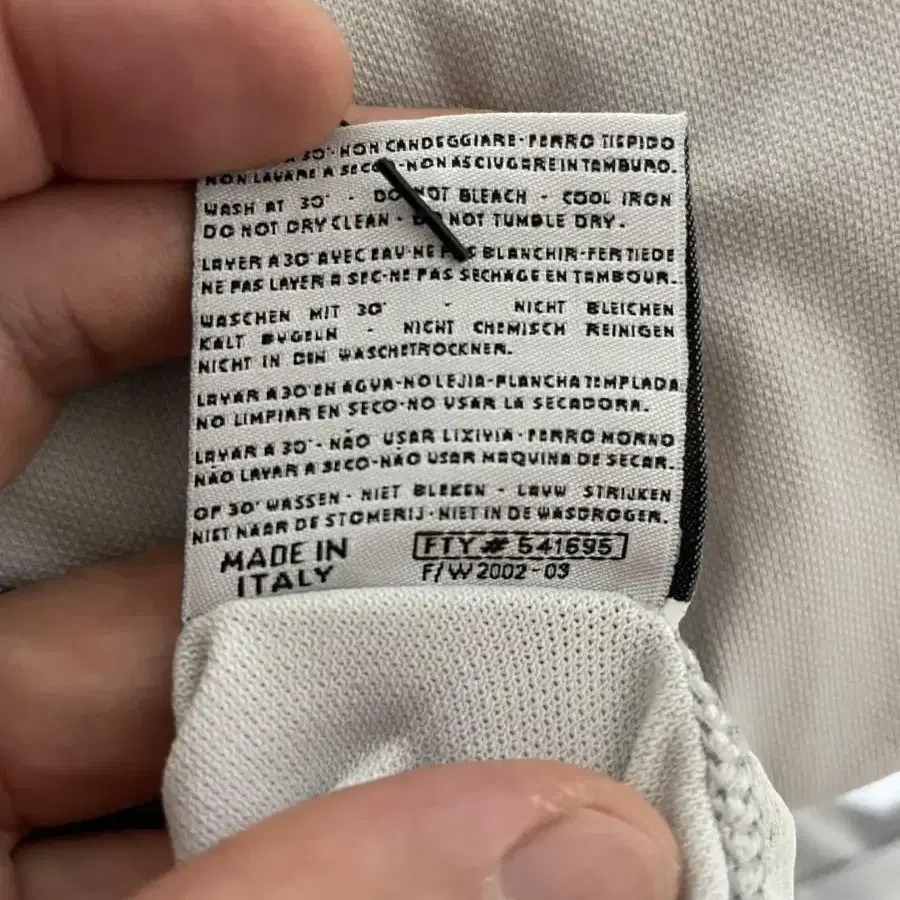 A 30°-NON CANDEGGIARE-FERRO TIEPIDO
NON LAVARE A SECCO-NON ASCIUGARE IN TAMBURO.
WASH AT 30° - DO NOT BLEACH - COOL IRON
DO NOT DRY CLEAN - DO NOT TUMBLE DRY.
LAVER A 30° AVEC EAU-NE PAS BLANCHIR-FER TIEDE
NE PAS LAVER A SEC-NE PAS SECHAGE EN TAMBOUR.
WASCHEN MIT 30° - NICHT BLEICHEN
KALT BUGELN - NICHT CHEMISCH REINIGEN
NICHT IN DEN WASCHETROCKNER.
LAVAR A 30°EN AGUA-NO LEJIA-PLANCHA TEMPLADA
NO LIMPIAR EN SECO-NO USAR LA SECADORA.
LAVAR A 30°- NÃO USAR LIXIVIA-FERRO MORNO
NÃO LAVAR A SECO-NÃO USAR MAQUINA DE SECAR.
OP 30° WASSEN - NIET BLEKEN - LAUW STRIJKEN
NIET NAAR DE STOMERIJ-NIET IN DE WASDROGER.
MADE IN
ITALY
FTY # 541695
F/W 2002-03